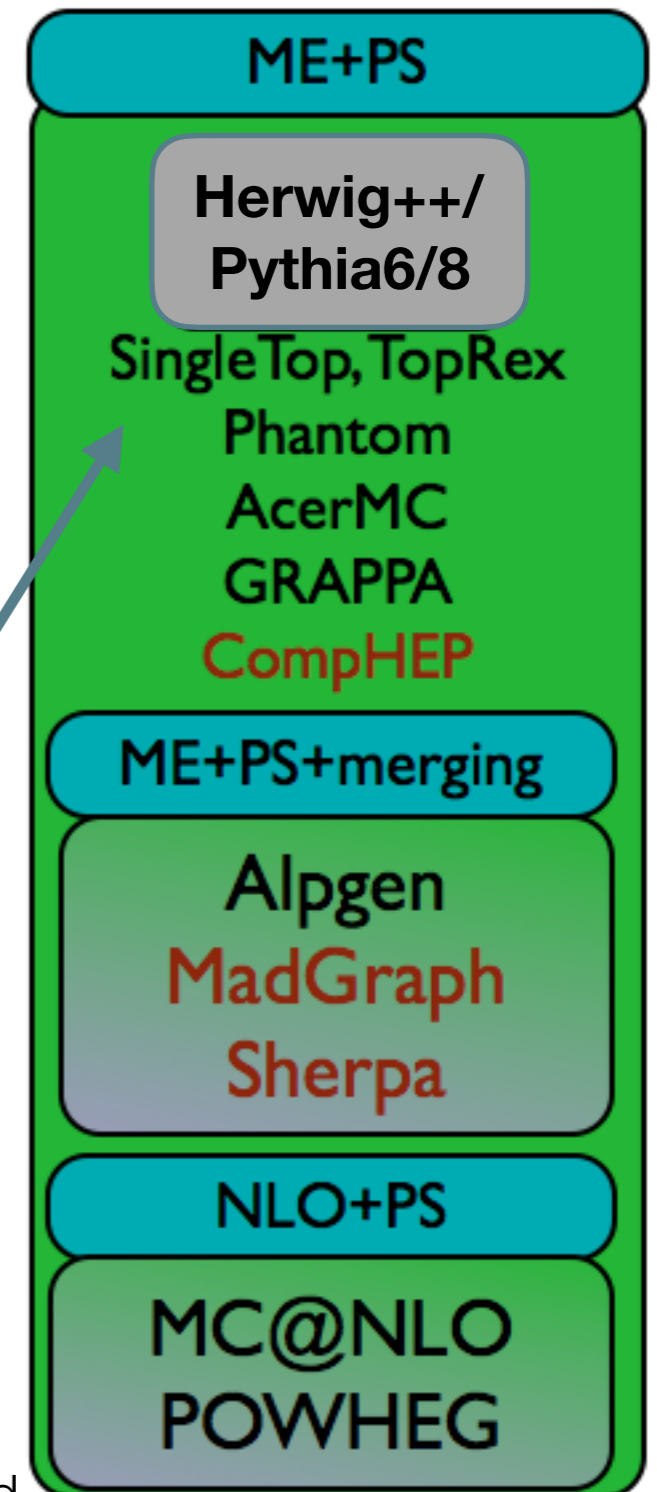 ME+PS
Herwig++/
Pythia6/8
SingleTop, TopRex
Phantom
AcerMC
GRAPPA
CompHEP
ME+PS+merging
Alpgen
MadGraph
Sherpa
NLO+PS
MC@NLO
POWHEG